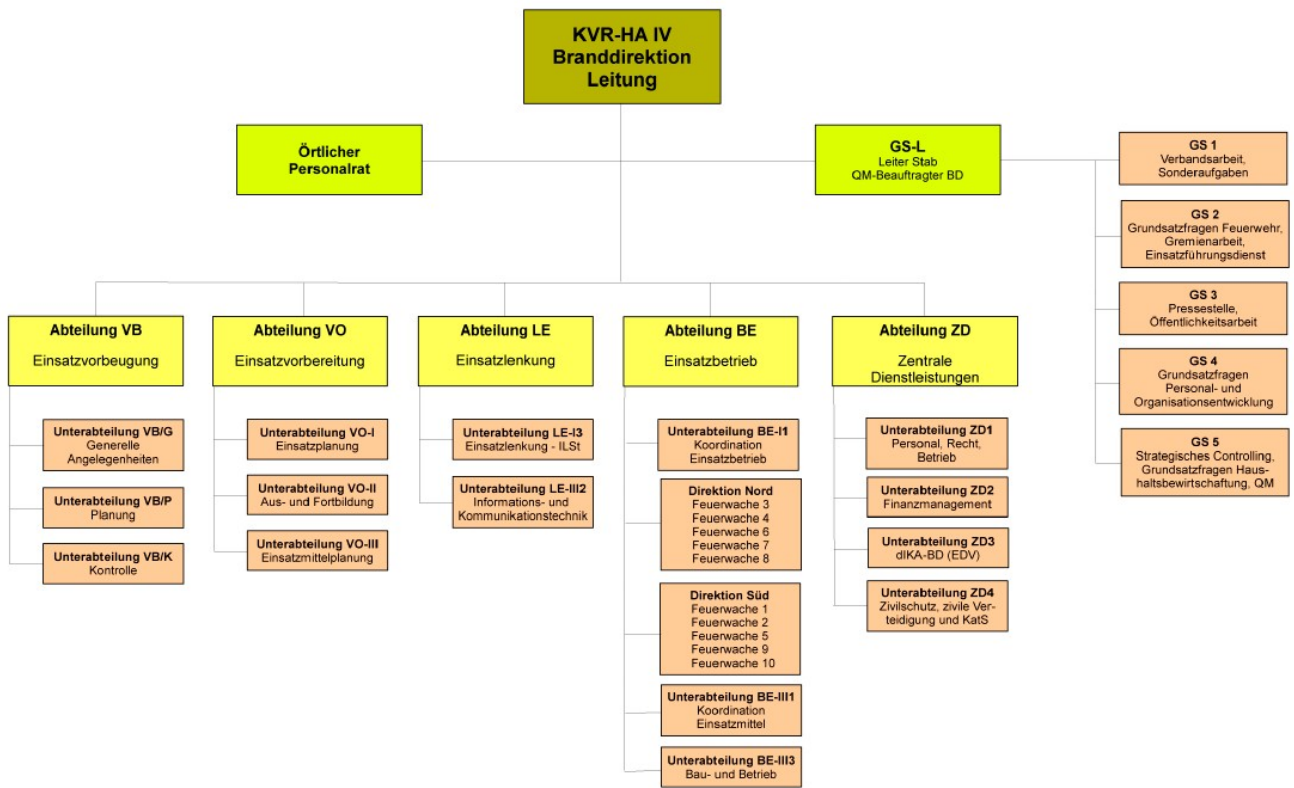 KVR-HA IV
Branddirektion
Leitung
Örtlicher
Personalrat
GS-L
Leiter Stab
QM-Beauftragter BD
GS 1
Verbandsarbeit,
Sonderaufgaben
GS 2
Grundsatzfragen Feuerwehr,
Gremienarbeit,
Einsatzführungsdienst
GS 3
Pressestelle,
Öffentlichkeitsarbeit
GS 4
Grundsatzfragen
Personal- und
Organisationsentwicklung
GS 5
Strategisches Controlling,
Grundsatzfragen Haus-
haltsbewirtschaftung, QM
Abteilung VB
Einsatzvorbeugung
Unterabteilung VB/G
Generelle
Angelegenheiten
Unterabteilung VB/P
Planung
Unterabteilung VB/K
Kontrolle
Abteilung VO
Einsatzvorbereitung
Unterabteilung VO-I
Einsatzplanung
Unterabteilung VO-II
Aus- und Fortbildung
Unterabteilung VO-III
Einsatzmittelplanung
Abteilung LE
Einsatzlenkung
Unterabteilung LE-I3
Einsatzlenkung - ILSt
Unterabteilung LE-III2
Informations- und
Kommunikationstechnik
Abteilung BE
Einsatzbetrieb
Unterabteilung BE-I1
Koordination
Einsatzbetrieb
Direktion Nord
Feuerwache 3
Feuerwache 4
Feuerwache 6
Feuerwache 7
Feuerwache 8
Direktion Süd
Feuerwache 1
Feuerwache 2
Feuerwache 5
Feuerwache 9
Feuerwache 10
Unterabteilung BE-III1
Koordination
Einsatzmittel
Unterabteilung BE-III3
Bau- und Betrieb
Abteilung ZD
Zentrale
Dienstleistungen
Unterabteilung ZD1
Personal, Recht,
Betrieb
Unterabteilung ZD2
Finanzmanagement
Unterabteilung ZD3
dIKA-BD (EDV)
Unterabteilung ZD4
Zivilschutz, zivile Ver-
teidigung und KatS